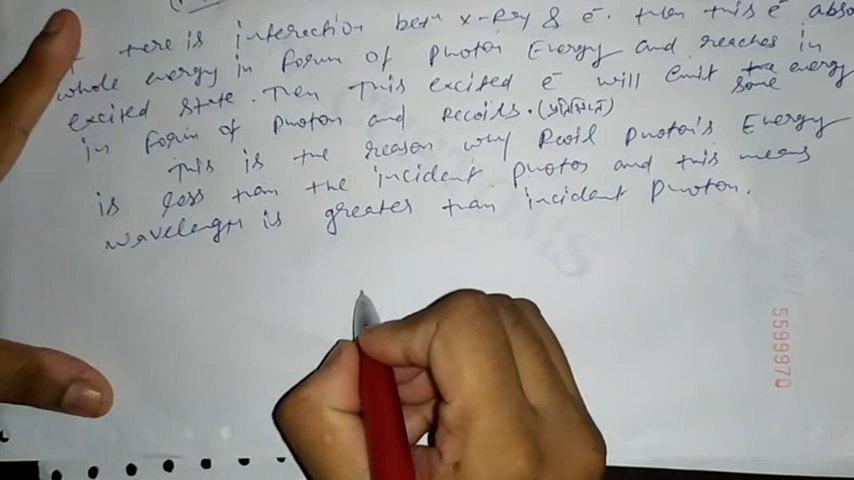 there is interaction betn x-Ray & e-. then this e- abso
whole energy in form of photon Energy and reaches in
excited state. Then this excited e- will emit some energy
in form of photon and recoils.
This is the reason why Recoil photon's Energy
is less than the incident photon and this means
wavelength is greater than incident photon.
5599970